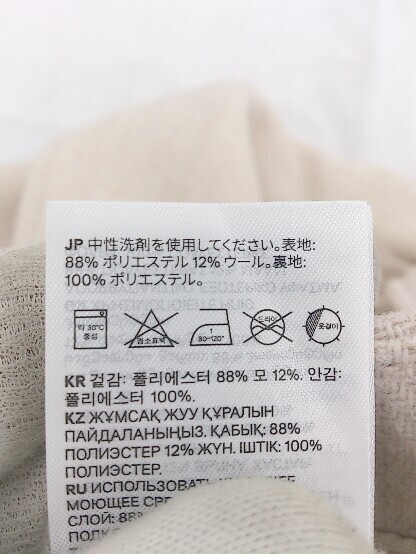 JP 中性洗剤を使用してください。表地:
88% ポリエステル 12% ウール。裏地:
100% ポリエステル。
약 30°C
중성
염소표백
1
80-120°
드라이
옷걸이
KR 겉감: 폴리에스터 88% 모 12%. 안감:
폴리에스터 100%.
KZ ЖҰМСАҚ ЖУУ ҚҰРАЛЫН
ПАЙДАЛАНЫҢЫЗ. ҚАБЫҚ: 88%
ПОЛИЭСТЕР 12% ЖҮН. ІШТІК: 100%
ПОЛИЭСТЕР.
RU ИСПОЛЬЗОВАТЬ
МОЮЩЕЕ
СЛОЙ: 88%